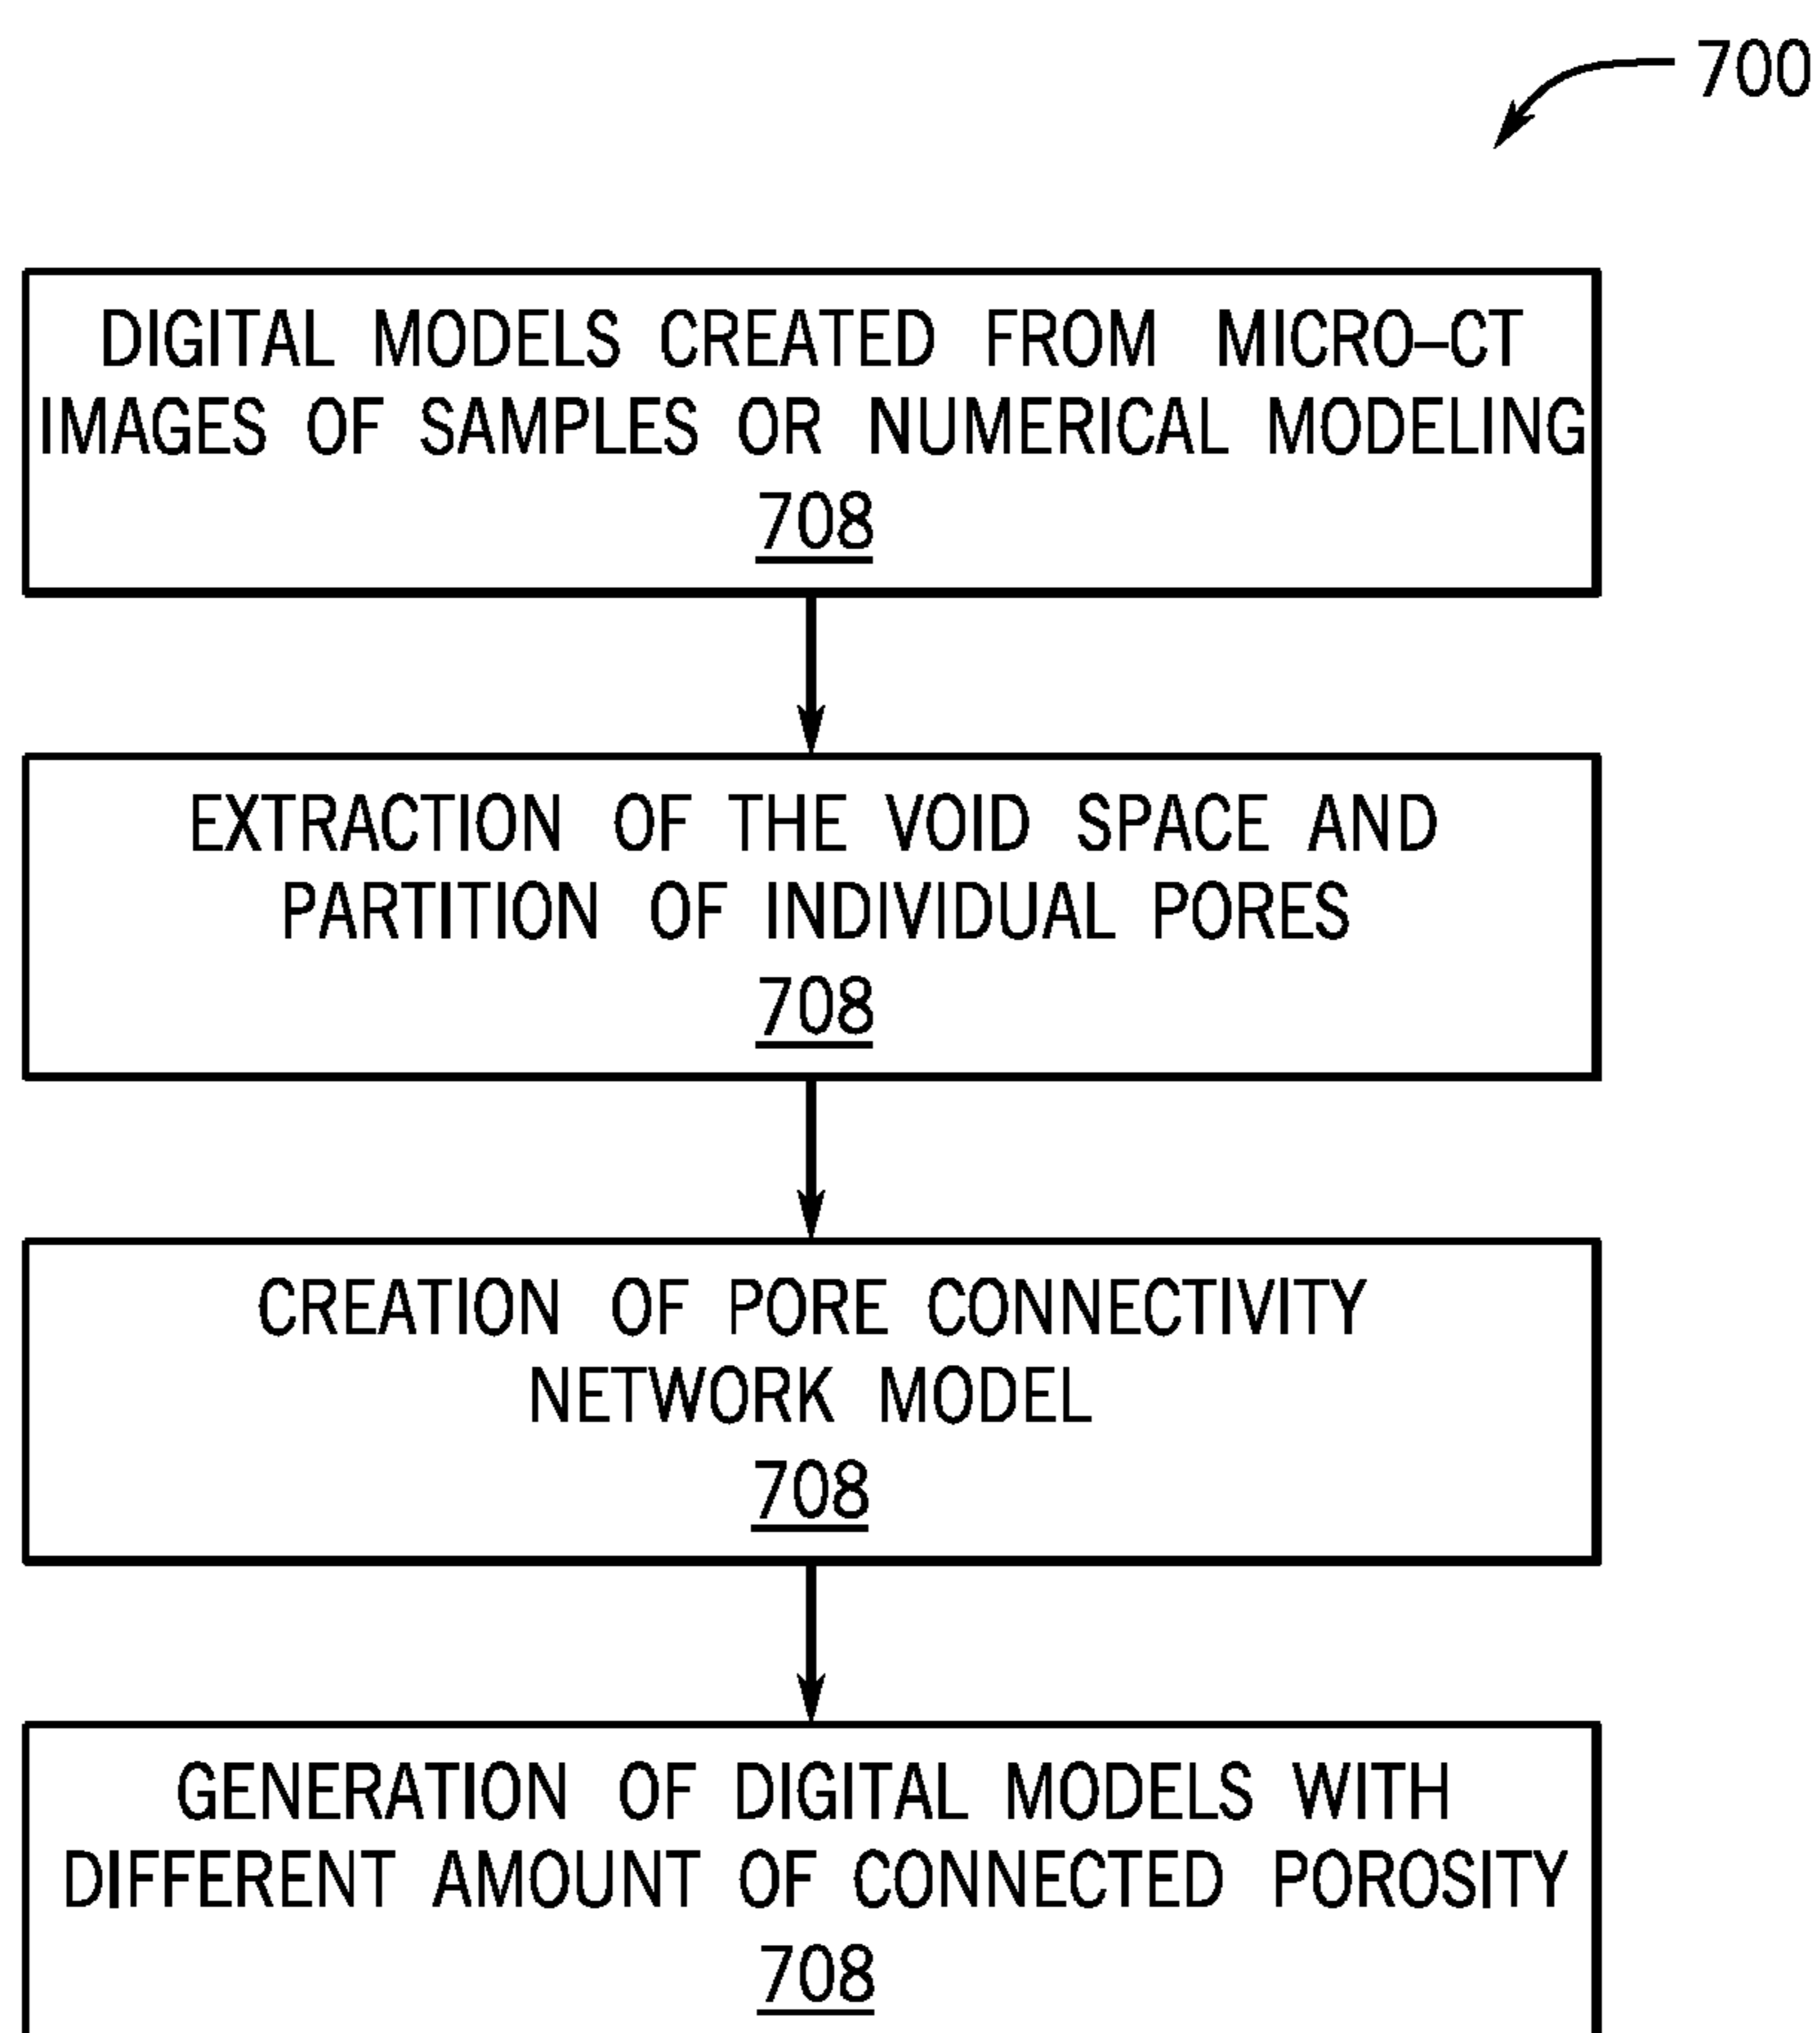 700
DIGITAL MODELS CREATED FROM MICRO-CT
IMAGES OF SAMPLES OR NUMERICAL MODELING
708
EXTRACTION OF THE VOID SPACE AND
PARTITION OF INDIVIDUAL PORES
708
CREATION OF PORE CONNECTIVITY
NETWORK MODEL
708
GENERATION OF DIGITAL MODELS WITH
DIFFERENT AMOUNT OF CONNECTED POROSITY
708